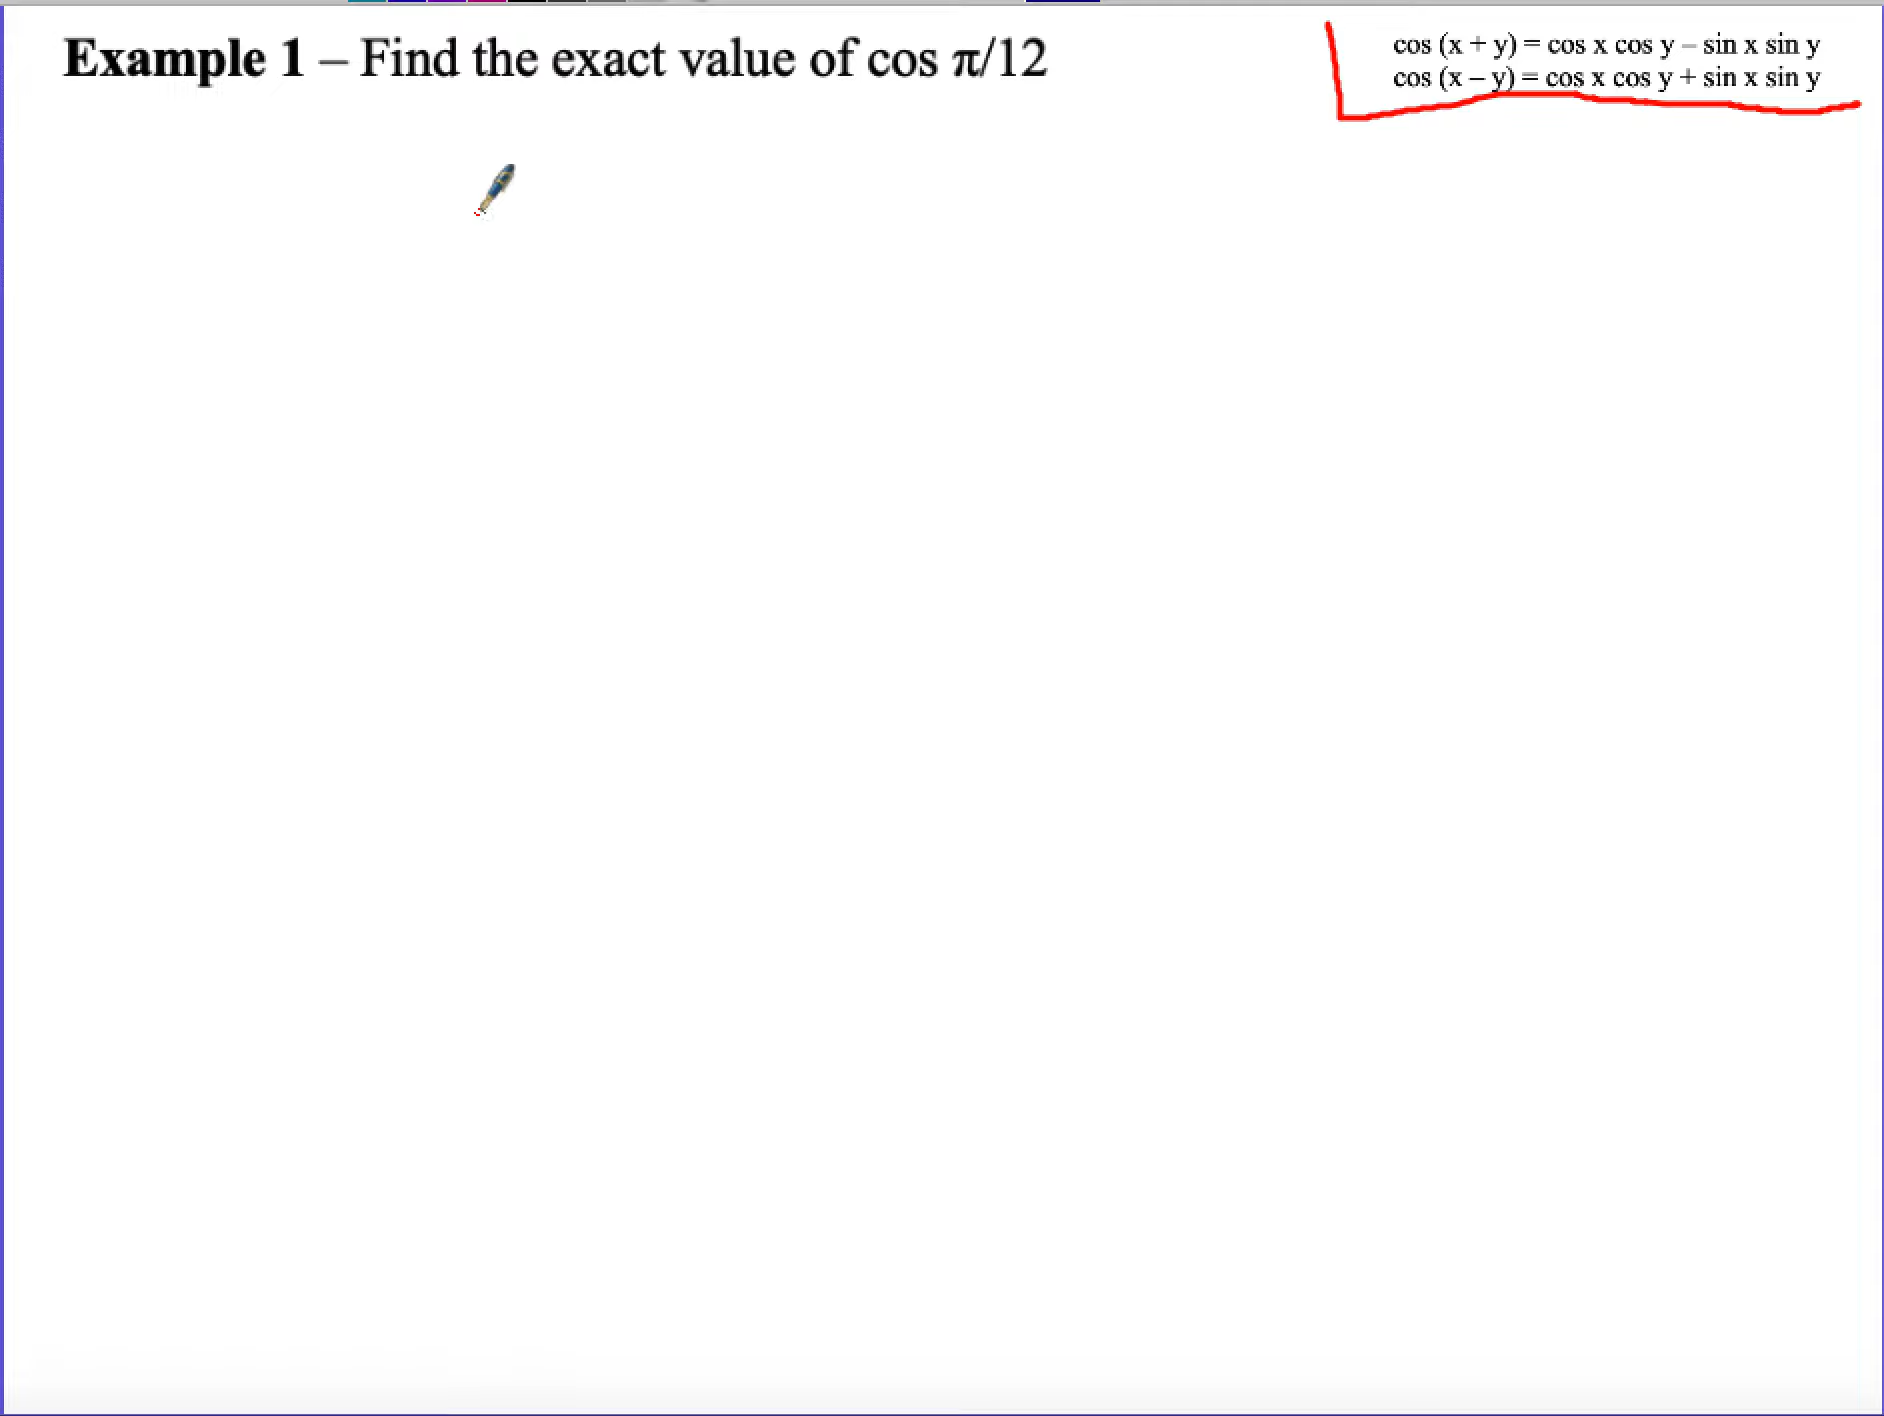 Example 1 – Find the exact value of cos π/12
cos (x + y) = cos x cos y – sin x sin y
cos (x – y) = cos x cos y + sin x sin y